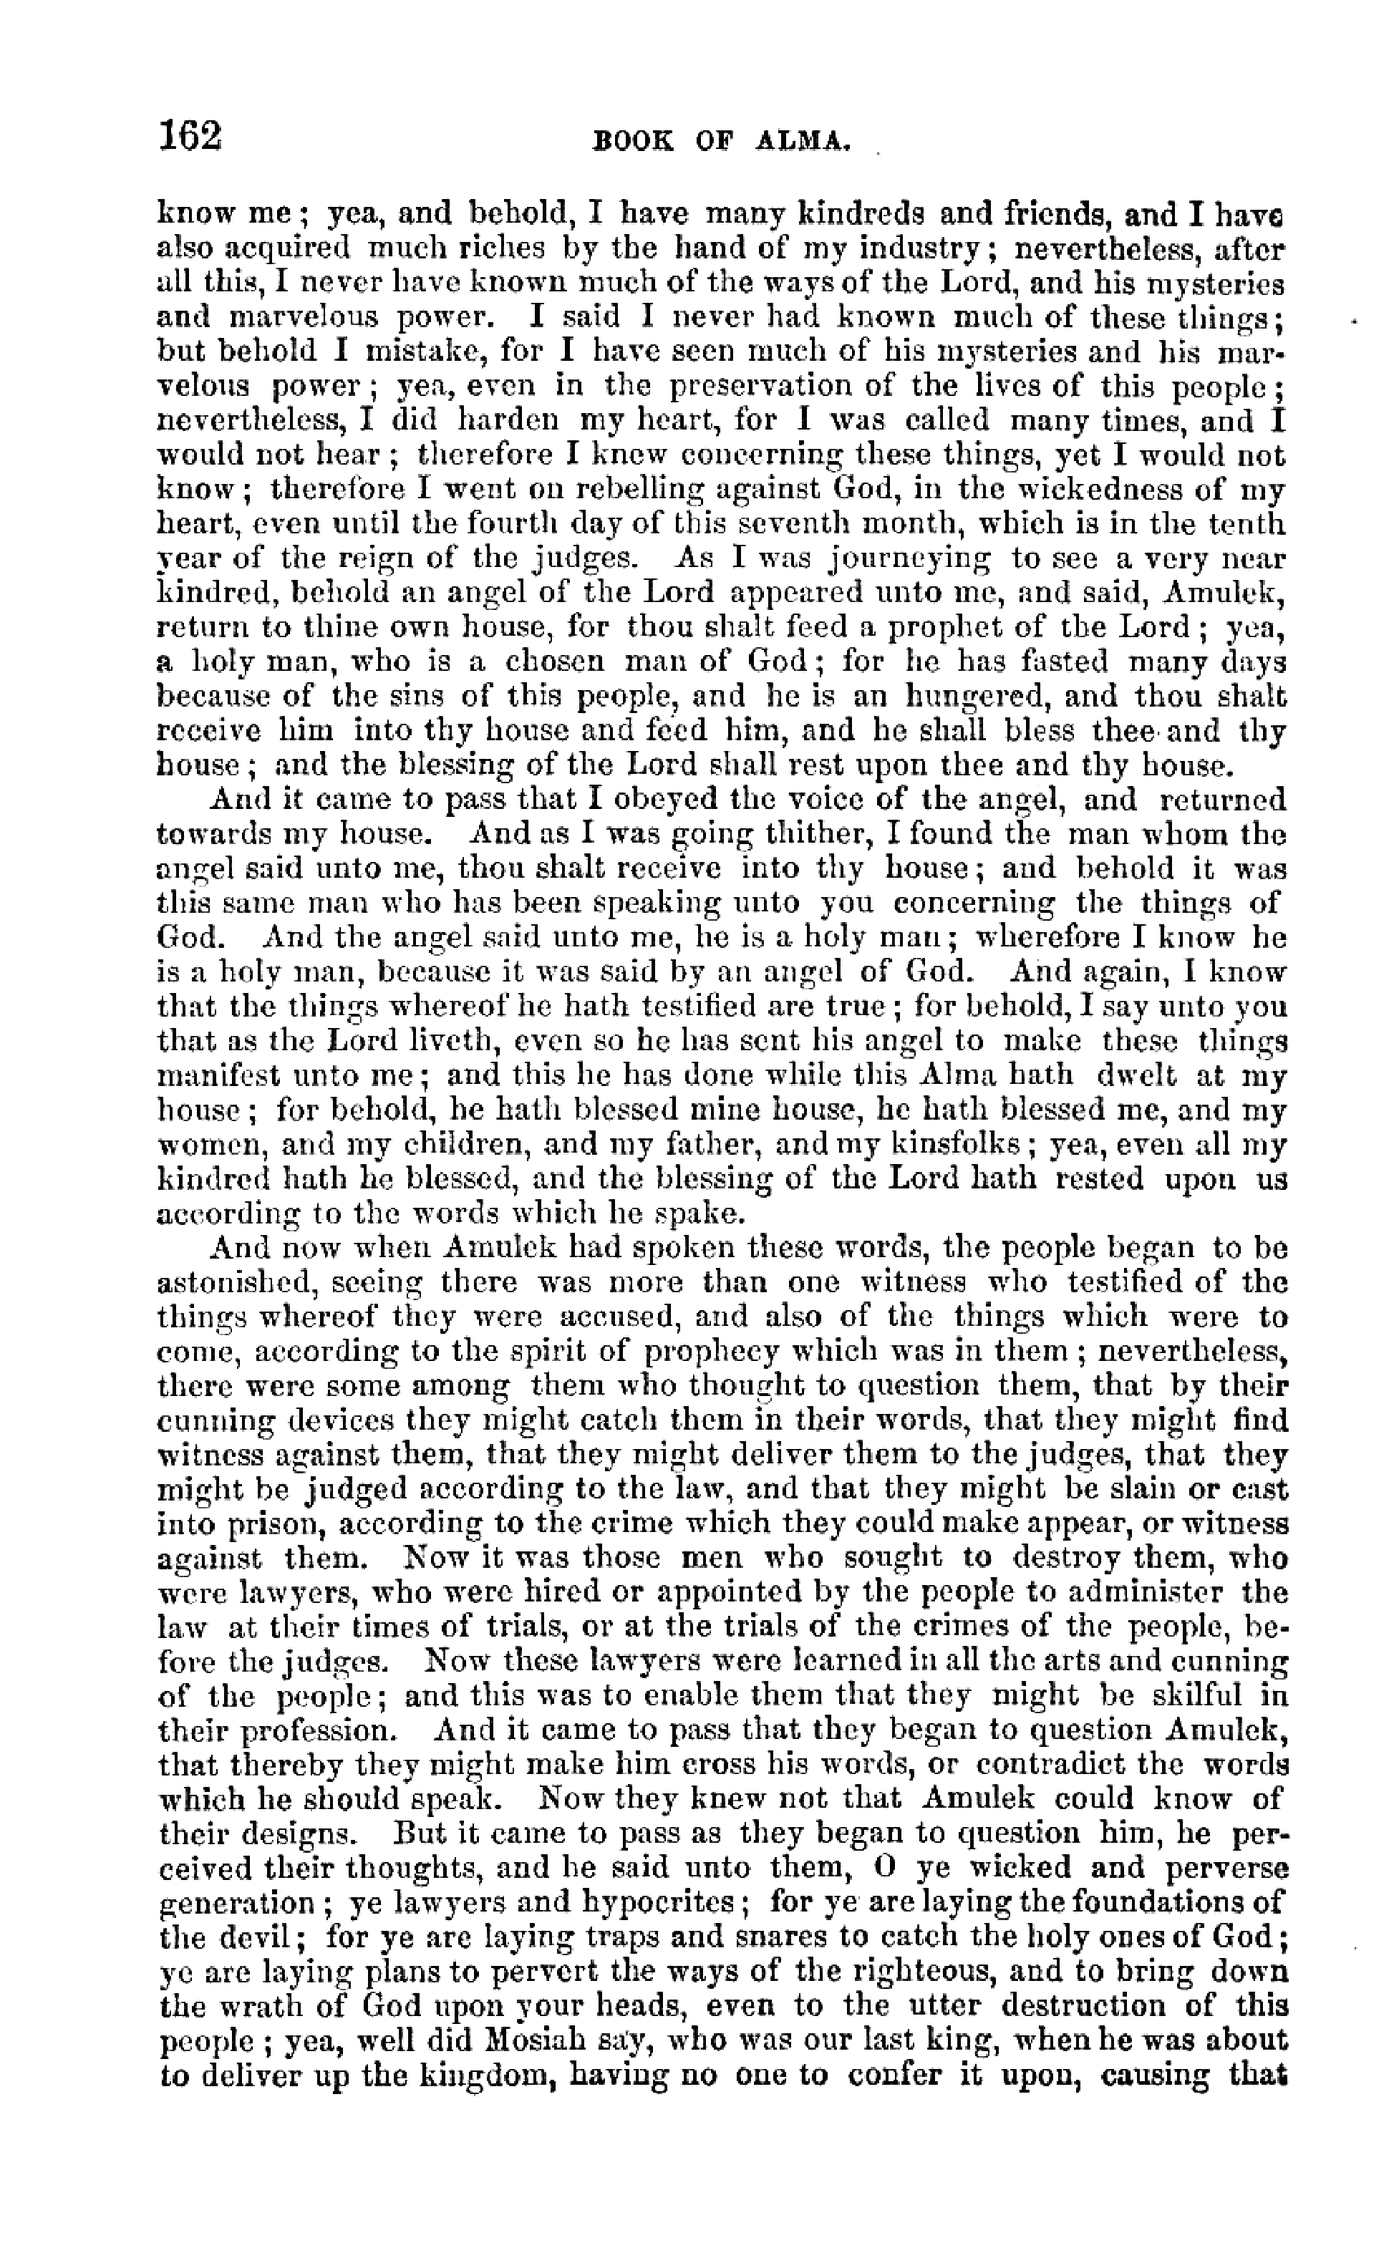 162 BOOK OF ALMA.
know me; yea, and behold, I have many kindreds and friends, and I have
also acquired much riches by the hand of my industry; nevertheless, after
all this, I never have known much of the ways of the Lord, and his mysteries
and marvelous power. I said I never had known much of these things;
but behold I mistake, for I have seen much of his mysteries and his mar-
velous power; yea, even in the preservation of the lives of this people;
nevertheless, I did harden my heart, for I was called many times, and I
would not hear; therefore I knew concerning these things, yet I would not
know; therefore I went on rebelling against God, in the wickedness of my
heart, even until the fourth day of this seventh month, which is in the tenth
year of the reign of the judges. As I was journeying to see a very near
kindred, behold an angel of the Lord appeared unto me, and said, Amulek,
return to thine own house, for thou shalt feed a prophet of the Lord; yea,
a holy man, who is a chosen man of God; for he has fasted many days
because of the sins of this people, and he is an hungered, and thou shalt
receive him into thy house and feed him, and he shall bless thee and thy
house; and the blessing of the Lord shall rest upon thee and thy house.
And it came to pass that I obeyed the voice of the angel, and returned
towards my house. And as I was going thither, I found the man whom the
angel said unto me, thou shalt receive into thy house; and behold it was
this same man who has been speaking unto you concerning the things of
God. And the angel said unto me, he is a holy man; wherefore I know he
is a holy man, because it was said by an angel of God. And again, I know
that the things whereof he hath testified are true; for behold, I say unto you
that as the Lord liveth, even so he has sent his angel to make these things
manifest unto me; and this he has done while this Alma hath dwelt at my
house; for behold, he hath blessed mine house, he hath blessed me, and my
women, and my children, and my father, and my kinsfolks; yea, even all my
kindred hath he blessed, and the blessing of the Lord hath rested upon us
according to the words which he spake.
And now when Amulek had spoken these words, the people began to be
astonished, seeing there was more than one witness who testified of the
things whereof they were accused, and also of the things which were to
come, according to the spirit of prophecy which was in them; nevertheless,
there were some among them who thought to question them, that by their
cunning devices they might catch them in their words, that they might find
witness against them, that they might deliver them to the judges, that they
might be judged according to the law, and that they might be slain or cast
into prison, according to the crime which they could make appear, or witness
against them. Now it was those men who sought to destroy them, who
were lawyers, who were hired or appointed by the people to administer the
law at their times of trials, or at the trials of the crimes of the people, be-
fore the judges. Now these lawyers were learned in all the arts and cunning
of the people; and this was to enable them that they might be skilful in
their profession. And it came to pass that they began to question Amulek,
that thereby they might make him cross his words, or contradict the words
which he should speak. Now they knew not that Amulek could know of
their designs. But it came to pass as they began to question him, he per-
ceived their thoughts, and he said unto them, O ye wicked and perverse
generation; ye lawyers and hypocrites; for ye are laying the foundations of
the devil; for ye are laying traps and snares to catch the holy ones of God;
ye are laying plans to pervert the ways of the righteous, and to bring down
the wrath of God upon your heads, even to the utter destruction of this
people; yea, well did Mosiah say, who was our last king, when he was about
to deliver up the kingdom, having no one to confer it upon, causing that